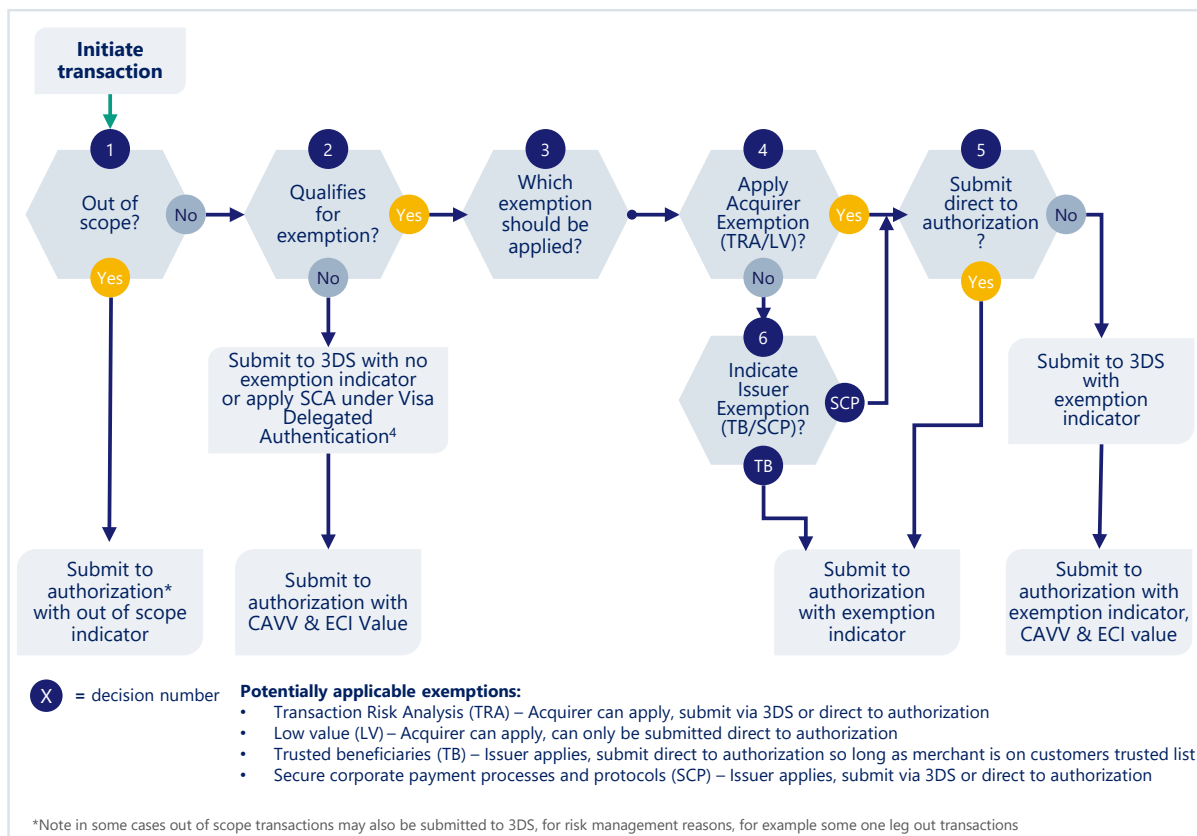 Initiate
transaction
1
Out of
scope?
No
Yes
2
Qualifies
for
exemption?
Yes
No
3
Which
exemption
should be
applied?
4
Apply
Acquirer
Exemption
(TRA/LV)?
Yes
No
5
Submit
direct to
authorization
?
No
Yes
6
Indicate
Issuer
Exemption
(TB/SCP)?
SCP
TB
Submit to 3DS with no
exemption indicator
or apply SCA under Visa
Delegated
Authentication4
Submit to 3DS
with
exemption
indicator
Submit to
authorization*
with out of scope
indicator
Submit to
authorization with
CAVV & ECI Value
Submit to
authorization
with exemption
indicator
Submit to
authorization with
exemption indicator,
CAVV & ECI value
X = decision number
Potentially applicable exemptions:
• Transaction Risk Analysis (TRA) – Acquirer can apply, submit via 3DS or direct to authorization
• Low value (LV) – Acquirer can apply, can only be submitted direct to authorization
• Trusted beneficiaries (TB) – Issuer applies, submit direct to authorization so long as merchant is on customers trusted list
• Secure corporate payment processes and protocols (SCP) – Issuer applies, submit via 3DS or direct to authorization
*Note in some cases out of scope transactions may also be submitted to 3DS, for risk management reasons, for example some one leg out transactions